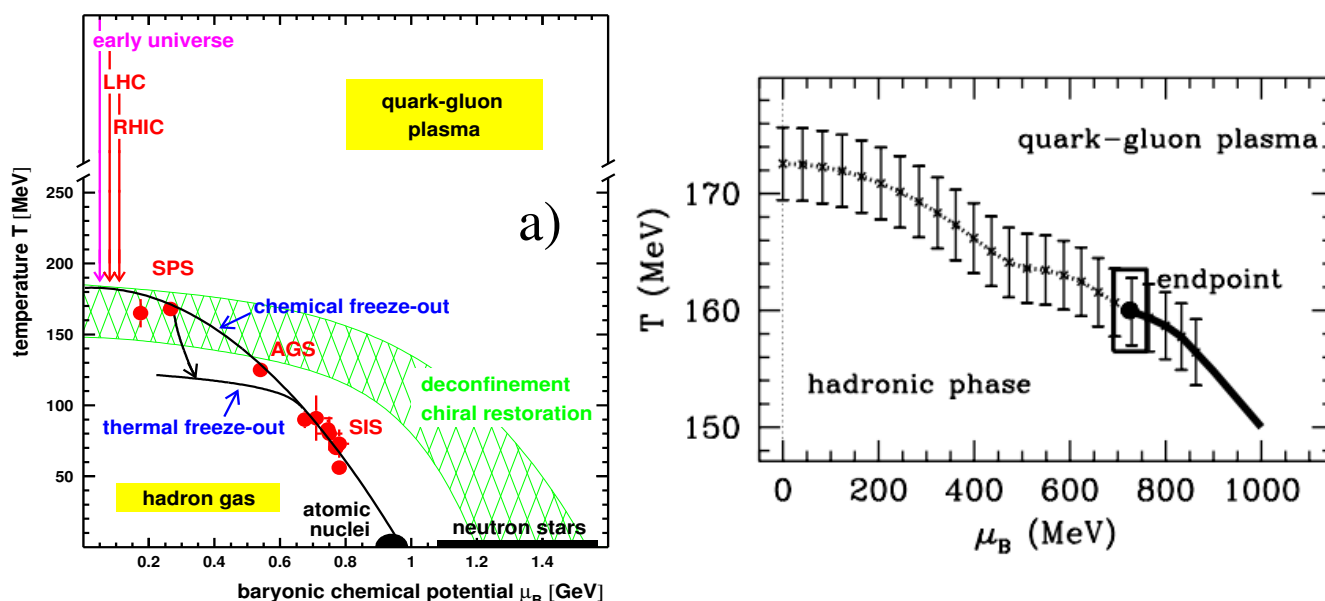 early universe
LHC
RHIC
quark-gluon
plasma
a)
250
200
150
100
50
temperature T [MeV]
SPS
chemical freeze-out
AGS
deconfinement
chiral restoration
thermal freeze-out
SIS
hadron gas
atomic
nuclei
neutron stars
0.2
0.4
0.6
0.8
1
1.2
1.4
baryonic chemical potential μB [GeV]
quark-gluon plasma
170
160
150
T (MeV)
endpoint
hadronic phase
0
200
400
600
800
1000
μB (MeV)